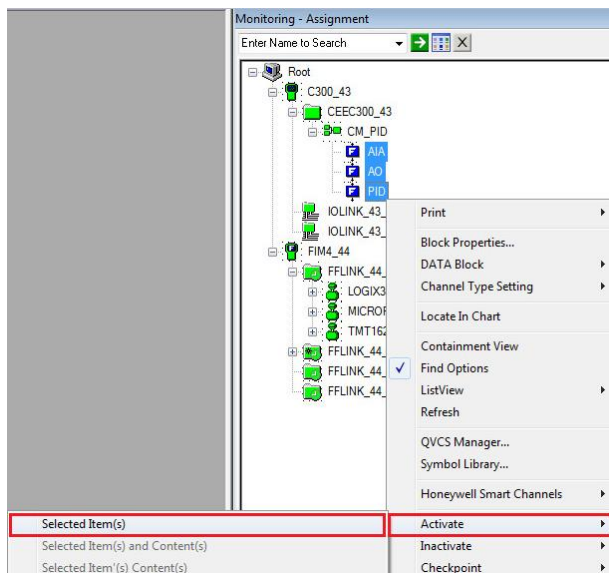 Monitoring - Assignment
Enter Name to Search
Root
C300_43
CEEC300_43
CM_PID
AIA
AO
PID
IOLINK_43_
IOLINK_43_
FIM4_44
FFLINK_44_
LOGIX3
MICROF
TMT162
FFLINK_44_
FFLINK_44_
FFLINK_44_
Print
Block Properties...
DATA Block
Channel Type Setting
Locate In Chart
Containment View
Find Options
ListView
Refresh
QVCS Manager...
Symbol Library...
Honeywell Smart Channels
Activate
Inactivate
Checkpoint
Selected Item(s)
Selected Item(s) and Content(s)
Selected Item'(s) Content(s)